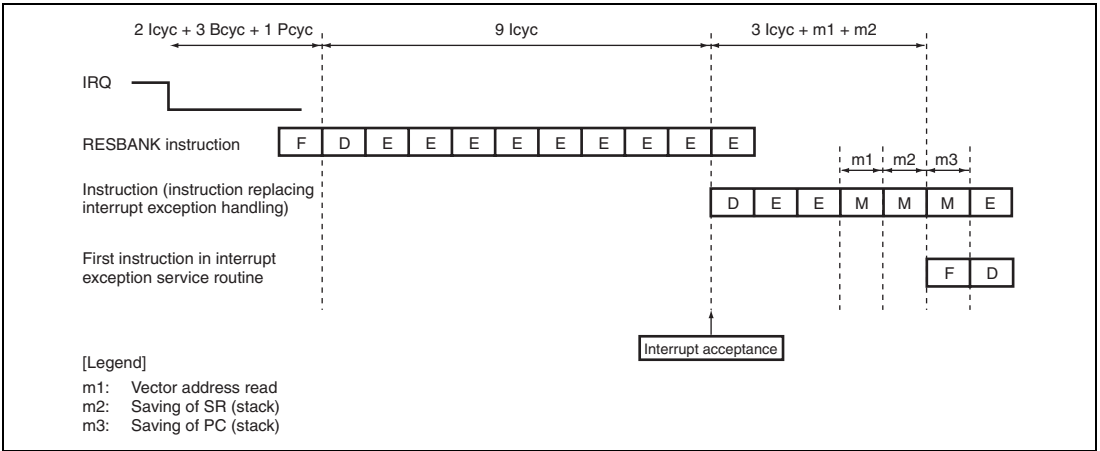 2 Icyc + 3 Bcyc + 1 Pcyc 9 Icyc 3 Icyc + m1 + m2
IRQ
RESBANK instruction F D E E E E E E E E E
m1 m2 m3
Instruction (instruction replacing
interrupt exception handling)
D E E M M M E
First instruction in interrupt
exception service routine
F D
Interrupt acceptance
[Legend]
m1: Vector address read
m2: Saving of SR (stack)
m3: Saving of PC (stack)